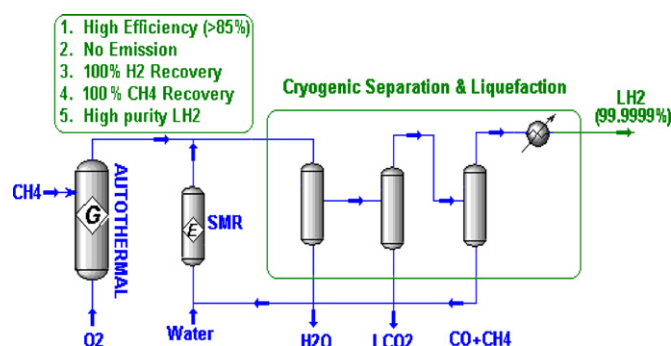 1. High Efficiency (>85%)
2. No Emission
3. 100% H2 Recovery
4. 100% CH4 Recovery
5. High purity LH2
Cryogenic Separation & Liquefaction
LH2
(99.9999%)
CH4
G
AUTOTHERMAL
E
SMR
O2
Water
H2O
LCO2
CO+CH4